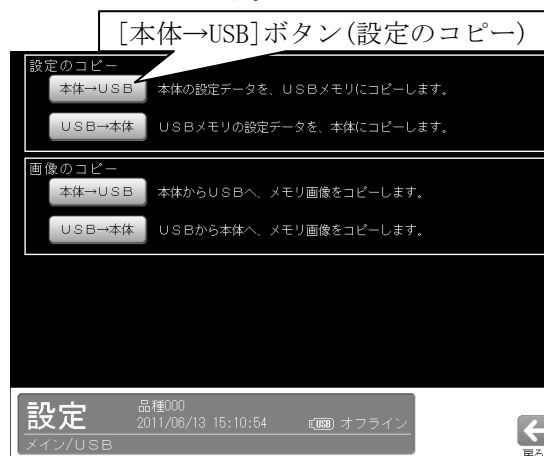 [本体→USB]ボタン(設定のコピー)
設定のコピー
本体→ＵＳＢ 本体の設定データを、ＵＳＢメモリにコピーします。
ＵＳＢ→本体 ＵＳＢメモリの設定データを、本体にコピーします。
画像のコピー
本体→ＵＳＢ 本体からＵＳＢへ、メモリ画像をコピーします。
ＵＳＢ→本体 ＵＳＢから本体へ、メモリ画像をコピーします。
設定
品種000
2011/06/13 15:10:54 USB オフライン
メイン/ＵＳＢ
戻る